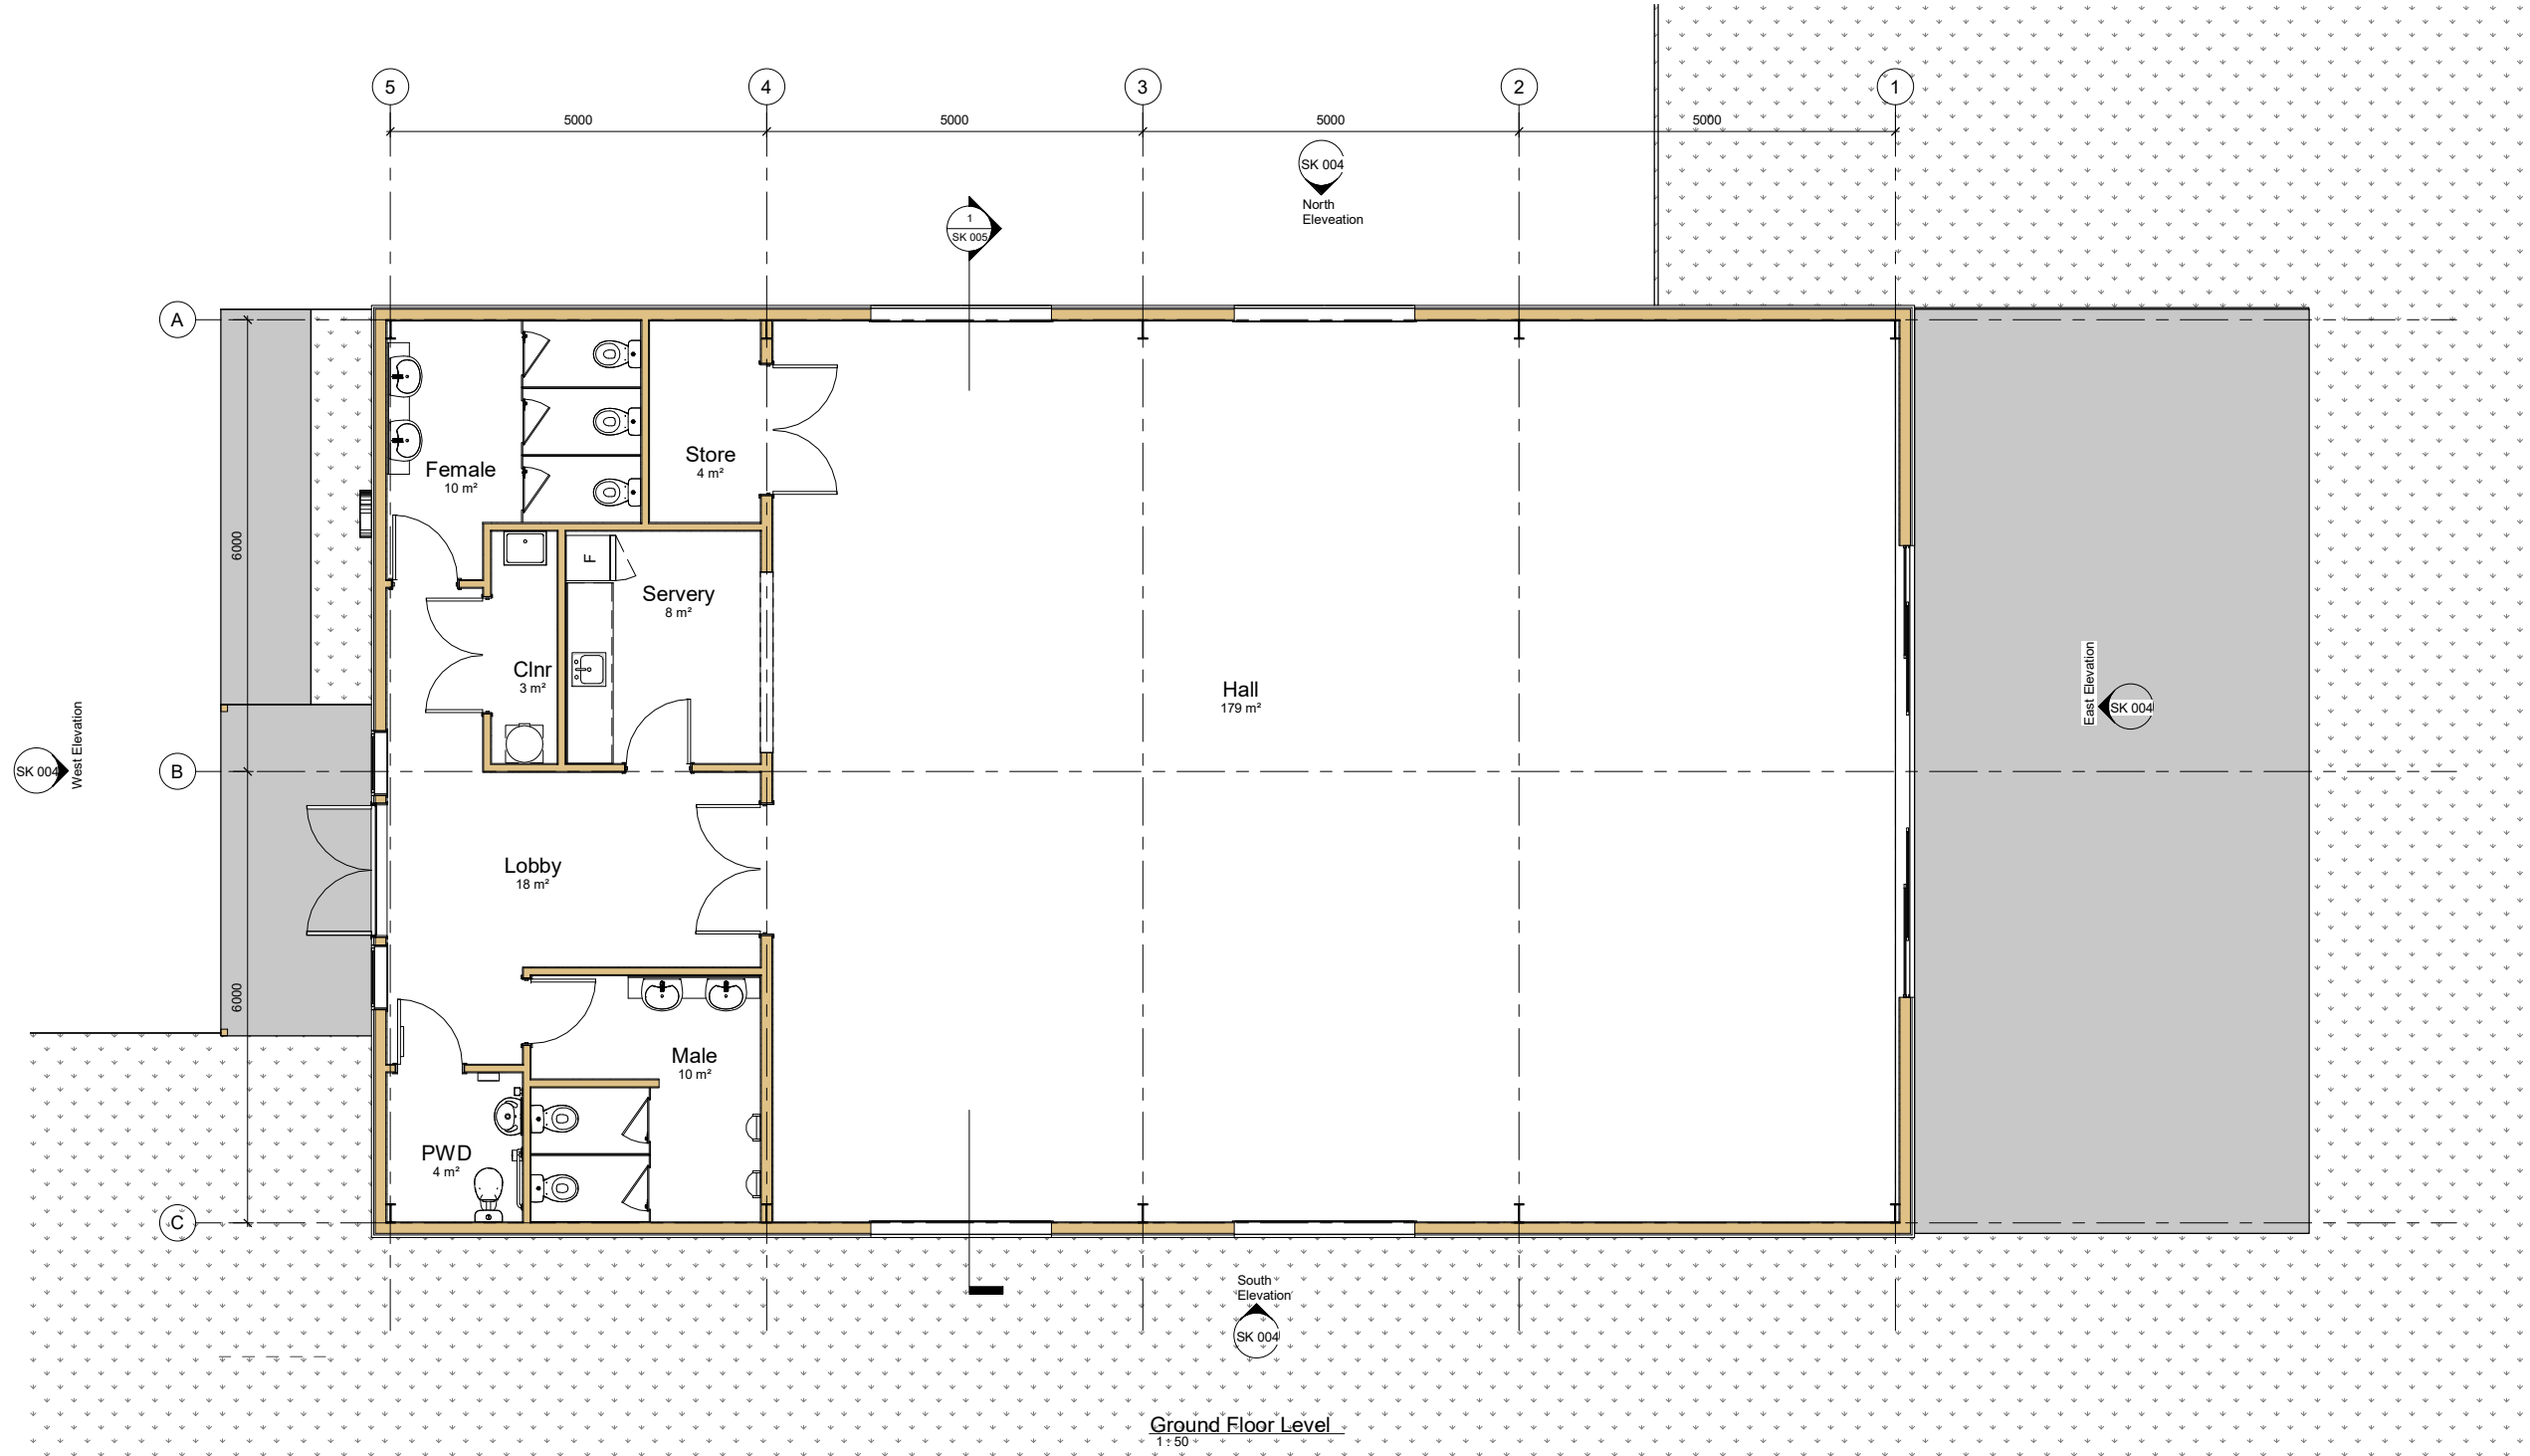 5
4
3
2
1
5000
5000
5000
5000
SK 004
North
Eleveation
1
SK 005
A
Female
10 m²
Store
4 m²
6000
F
Servery
8 m²
Clnr
3 m²
Hall
179 m²
East Elevation
SK 004
West Elevation
SK 004
B
Lobby
18 m²
6000
Male
10 m²
PWD
4 m²
C
South
Elevation
SK 004
Ground Floor Level
1 : 50